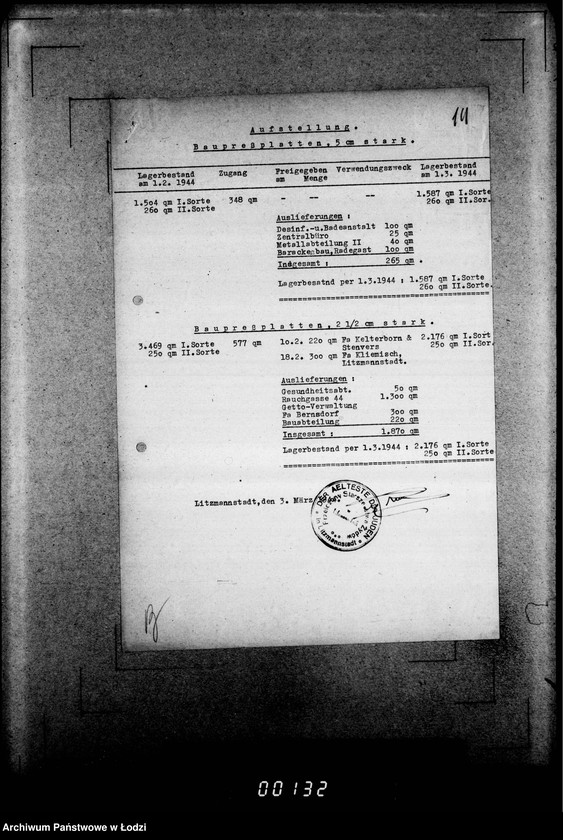 14
Aufstellung.
Baupreßplatten, 5 cm stark.
Lagerbestand am 1.2. 1944 Zugang Freigegeben am Menge Verwendungszweck Lagerbestand am 1.3. 1944
1.504 qm I.Sorte 348 qm - -- -- 1.587 qm I.Sorte
260 qm II.Sorte 260 qm II.Sor.
Auslieferungen :
Desinf.-u.Badeanstalt 100 qm
Zentralbüro 25 qm
Metallabteilung II 40 qm
Barackenbau,Radegast 100 qm
Insgesamt : 265 qm .
Lagerbesatnd per 1.3.1944 : 1.587 qm I.Sorte
260 qm II.Sorte.
Baupreßplatten, 2 1/2 cm stark.
3.469 qm I.Sorte 577 qm 10.2. 220 qm Fa Kelterborn & 2.176 qm I.Sort
250 qm II.Sorte Stenvers 250 qm II.Sor.
18.2. 300 qm Fa Kliemisch,
Litzmannstadt.
Auslieferungen :
Gesundheitsabt. 50 qm
Rauchgasse 44 1.300 qm
Getto-Verwaltung
Fa Bernsdorf 300 qm
Bauabteilung 220 qm
Insgesamt : 1.870 qm
Lagerbestand per 1.3.1944 : 2.176 qm I.Sorte
250 qm II.Sorte
Litzmannstadt,den 3. März
DER AELTESTE DER JUDEN
Litzmannstadt
00132
Archiwum Państwowe w Łodzi